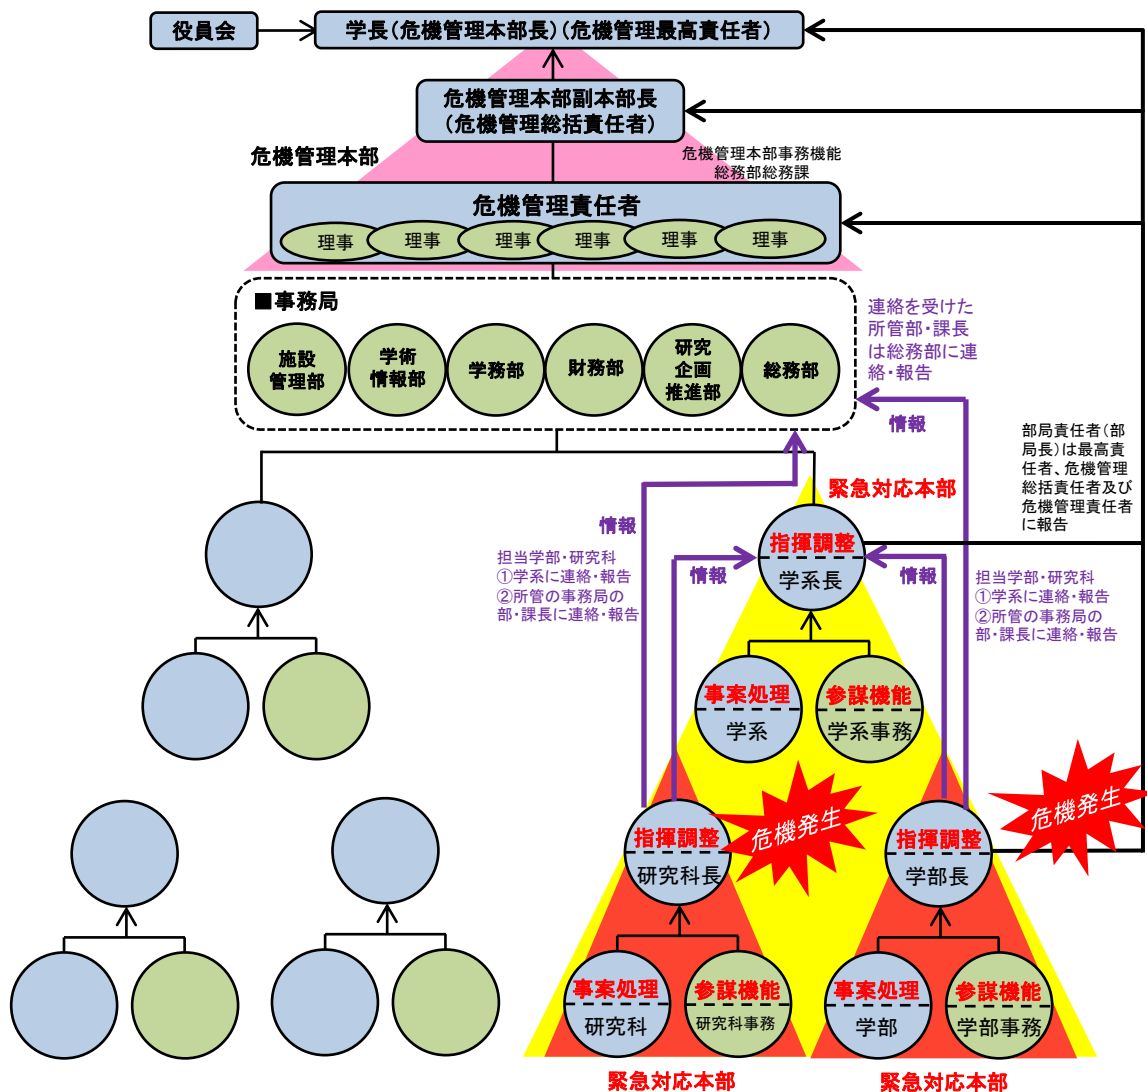 役員会
学長(危機管理本部長)(危機管理最高責任者)
危機管理本部副本部長
(危機管理総括責任者)
危機管理本部
危機管理本部事務機能
総務部総務課
危機管理責任者
理事
理事
理事
理事
理事
理事
■事務局
施設
管理部
学術
情報部
学務部
財務部
研究
企画
推進部
総務部
連絡を受けた
所管部・課長
は総務部に連
絡・報告
情報
部局責任者(部
局長)は最高責
任者、危機管理
総括責任者及び
危機管理責任者
に報告
緊急対応本部
情報
担当学部・研究科
①学系に連絡・報告
②所管の事務局の
部・課長に連絡・報告
情報
指揮調整
学系長
情報
担当学部・研究科
①学系に連絡・報告
②所管の事務局の
部・課長に連絡・報告
事案処理
学系
参謀機能
学系事務
危機発生
危機発生
指揮調整
研究科長
指揮調整
学部長
事案処理
研究科
参謀機能
研究科事務
事案処理
学部
参謀機能
学部事務
緊急対応本部
緊急対応本部